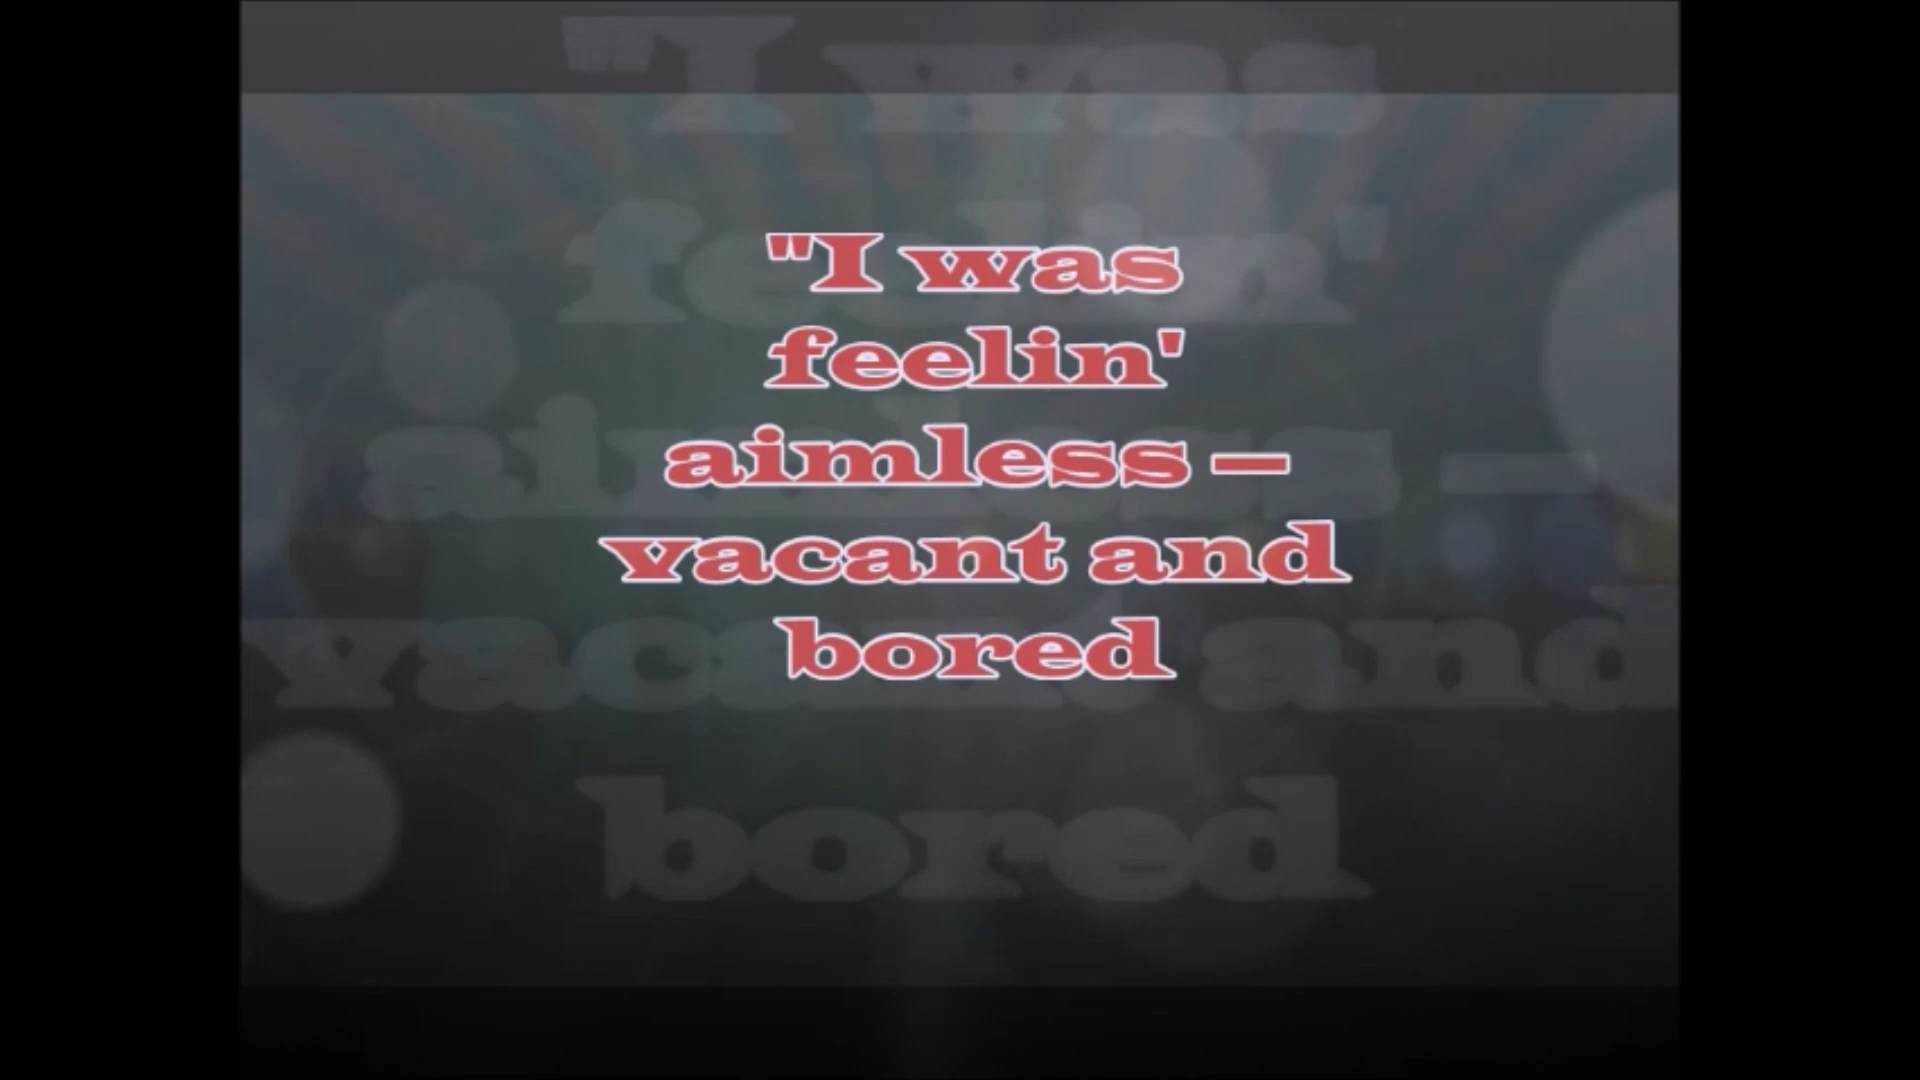 "I was
feelin'
aimless –
vacant and
bored